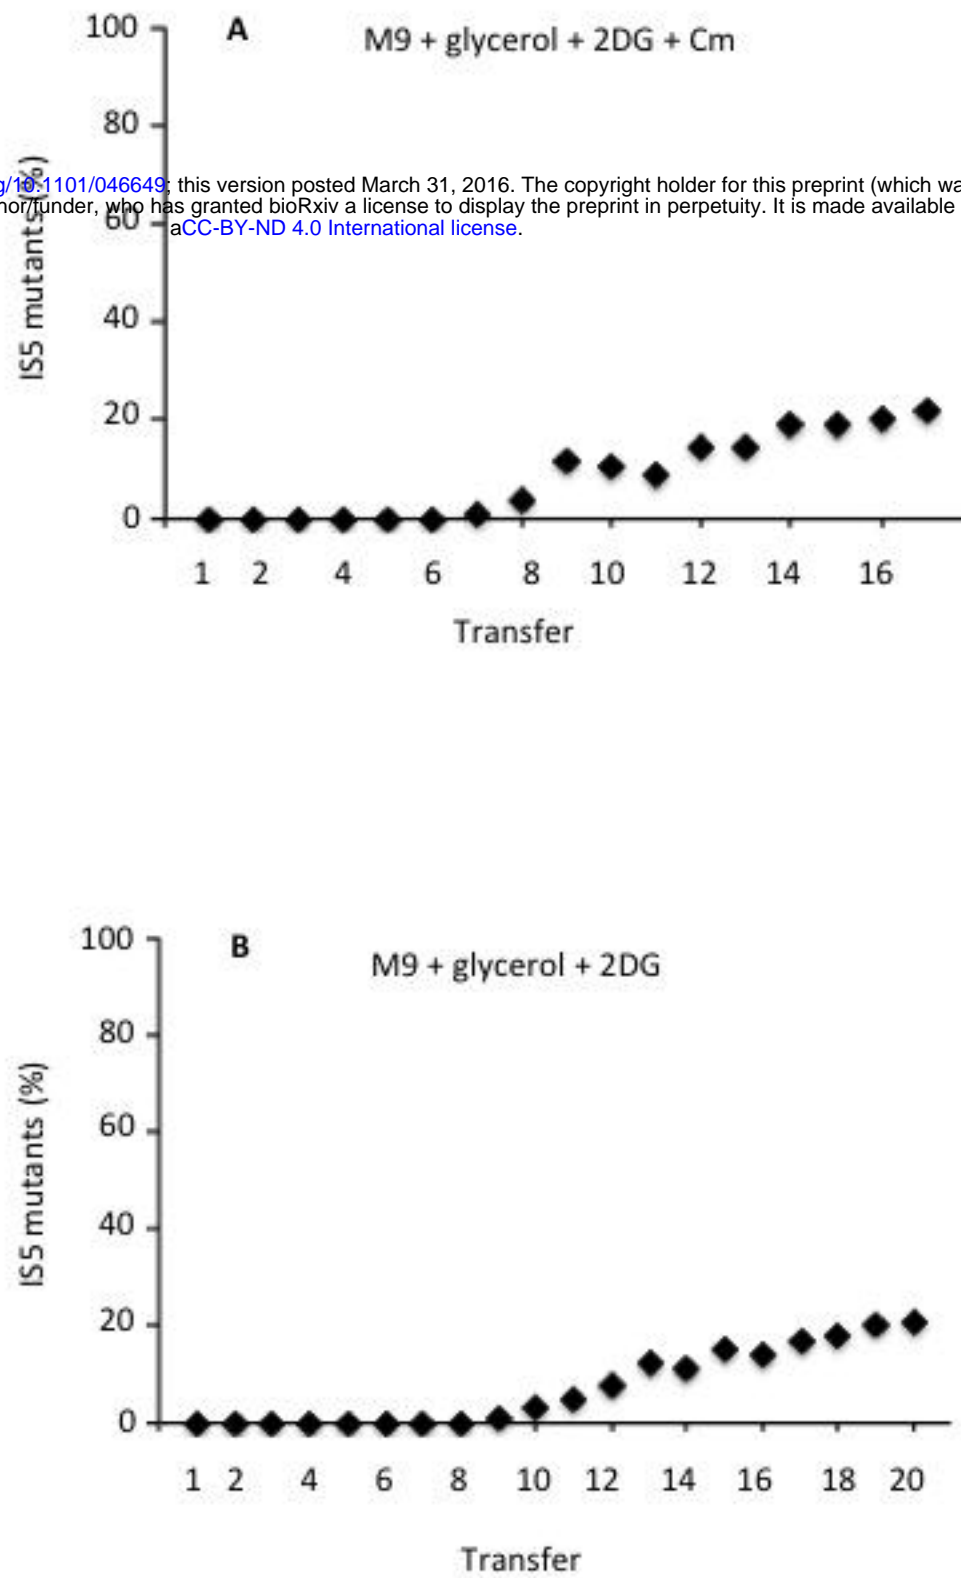 100
A
M9 + glycerol + 2DG + Cm
80
g/10.1101/046649; this version posted March 31, 2016. The copyright holder for this preprint (which wa
nor/funder, who has granted bioRxiv a license to display the preprint in perpetuity. It is made available
60
aCC-BY-ND 4.0 International license.
IS5 mutants (%)
40
20
0
1 2 4 6 8 10 12 14 16
Transfer
100
B
M9 + glycerol + 2DG
80
60
IS5 mutants (%)
40
20
0
1 2 4 6 8 10 12 14 16 18 20
Transfer